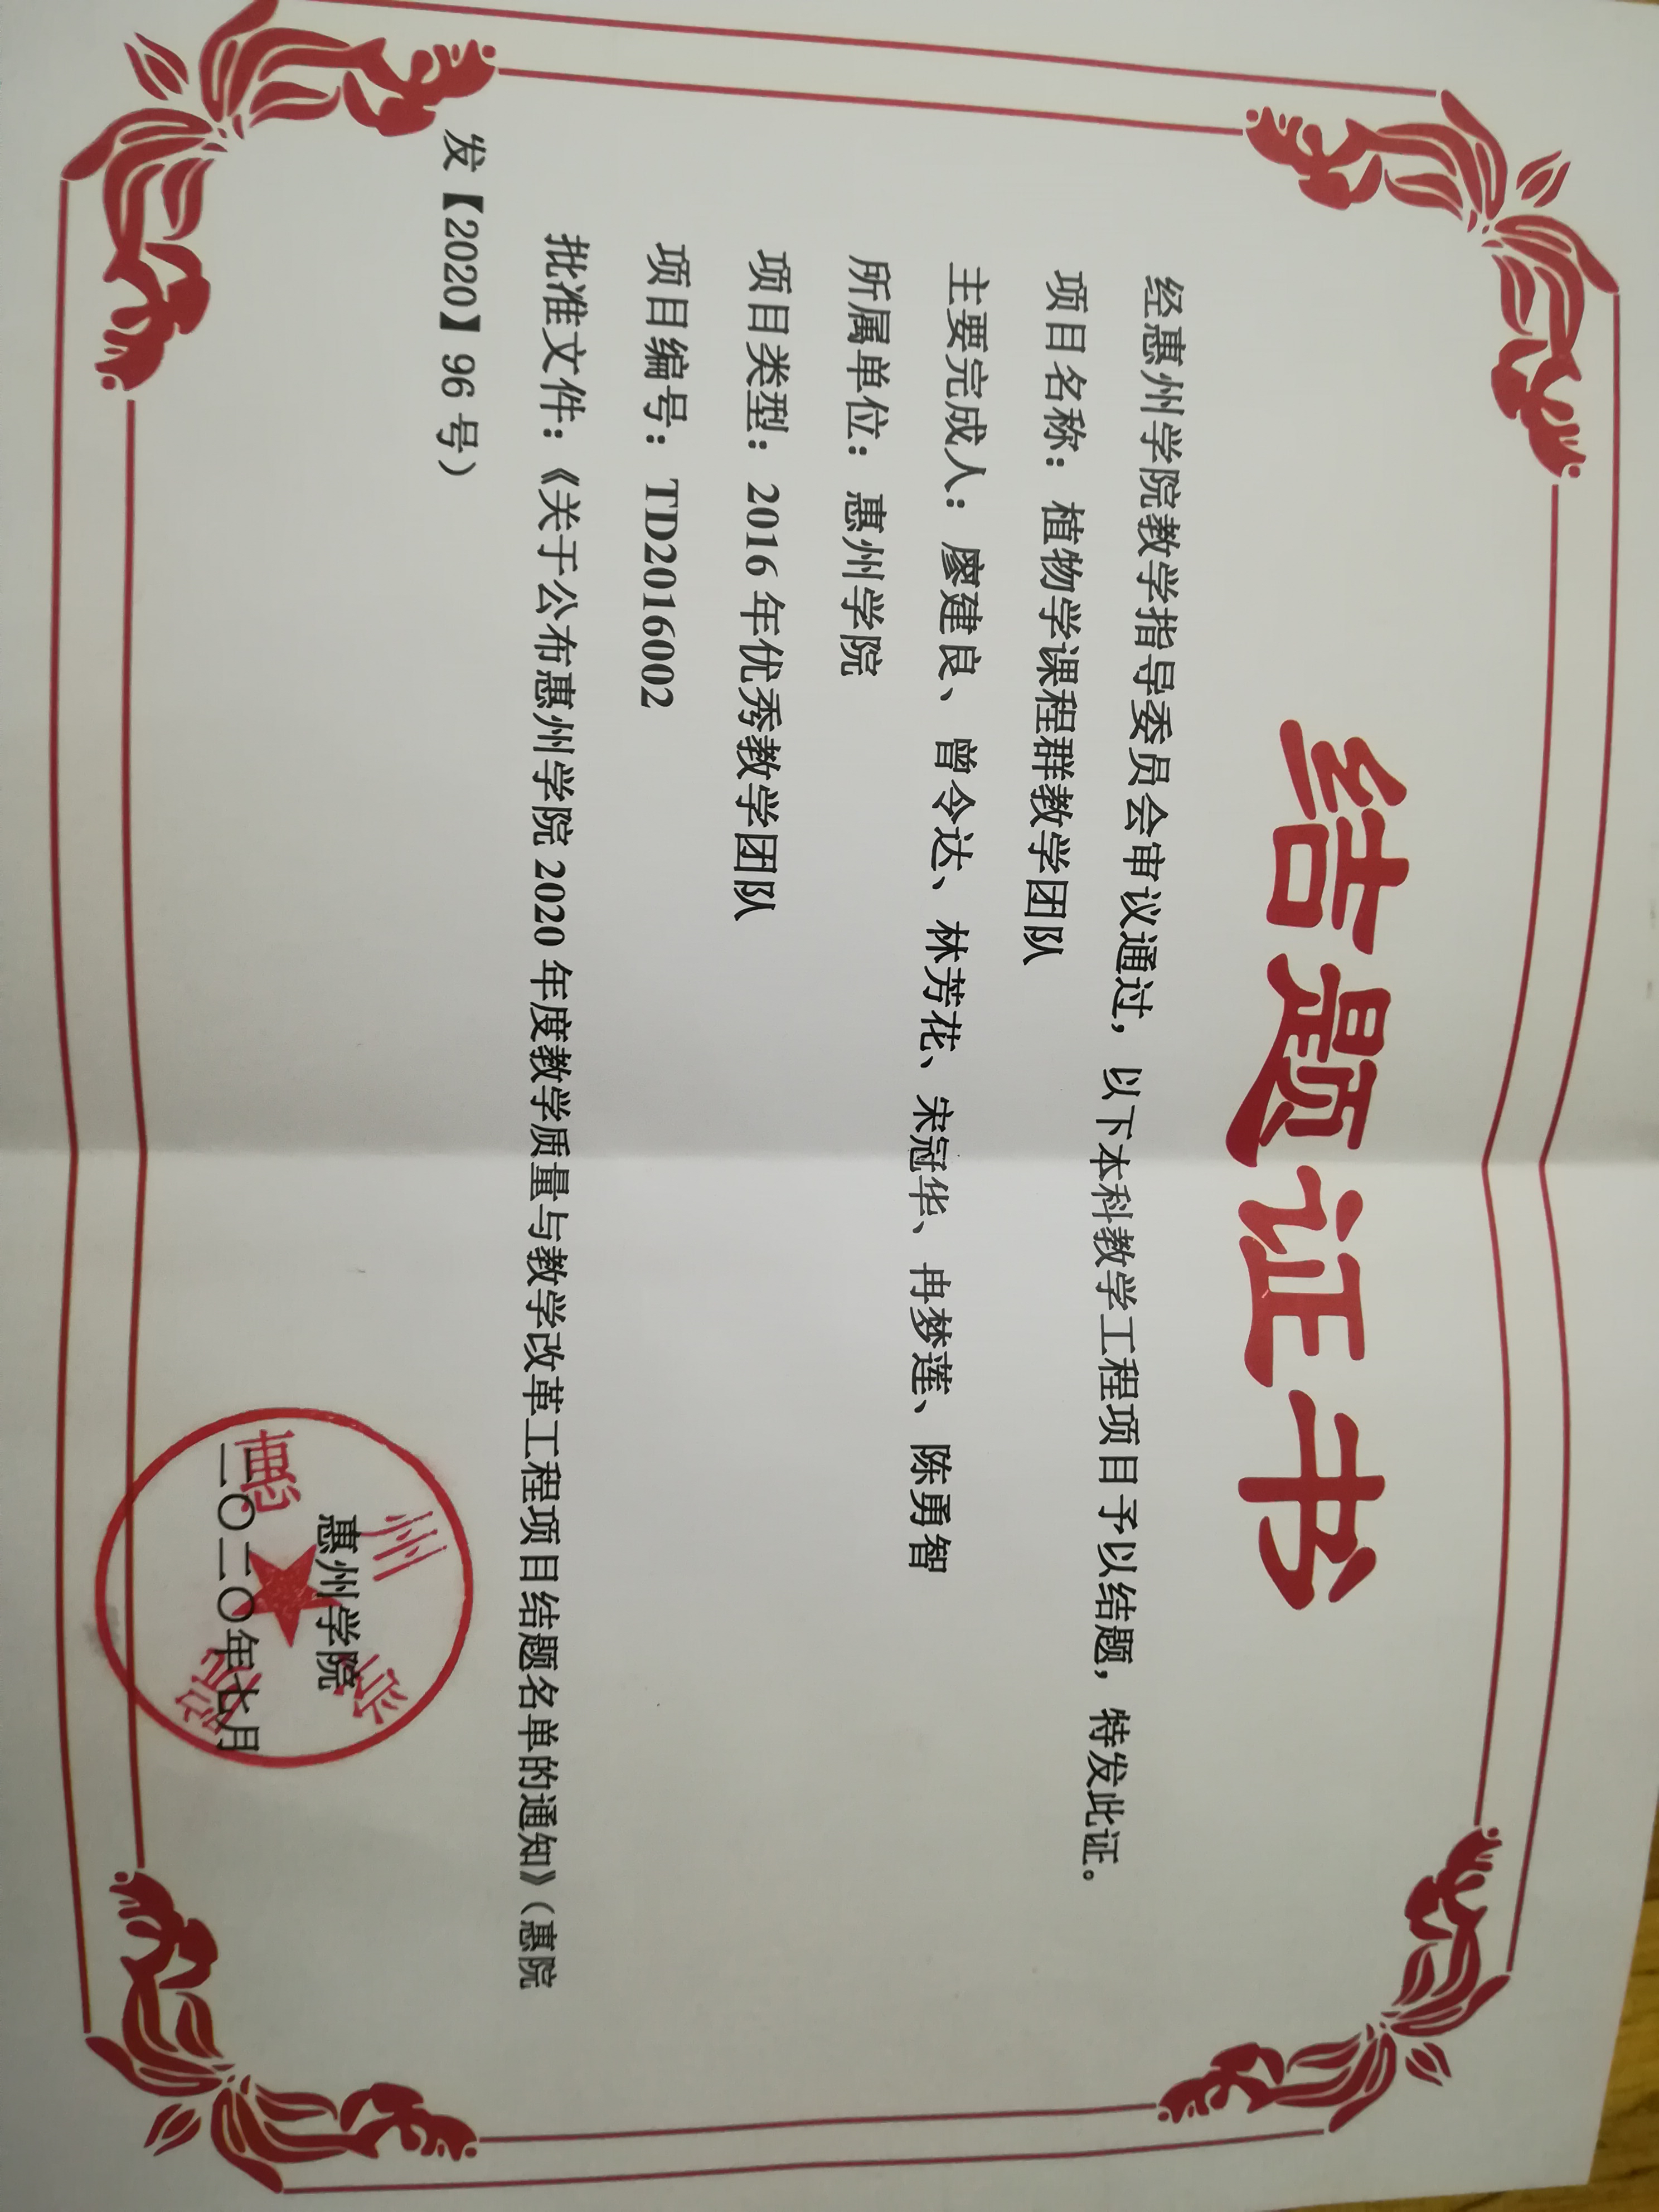 结题证书
经惠州学院教学指导委员会审议通过，以下本科教学工程项目予以结题，特发此证。
项目名称：植物学课程群教学团队
主要完成人：廖建良、曾令达、林芳花、宋冠华、冉梦莲、陈勇智
所属单位：惠州学院
项目类型：2016年优秀教学团队
项目编号：TD2016002
批准文件：《关于公布惠州学院2020年度教学质量与教学改革工程项目结题名单的通知》（惠院
发【2020】96号）
惠州学院
惠州学院
二〇二〇年七月